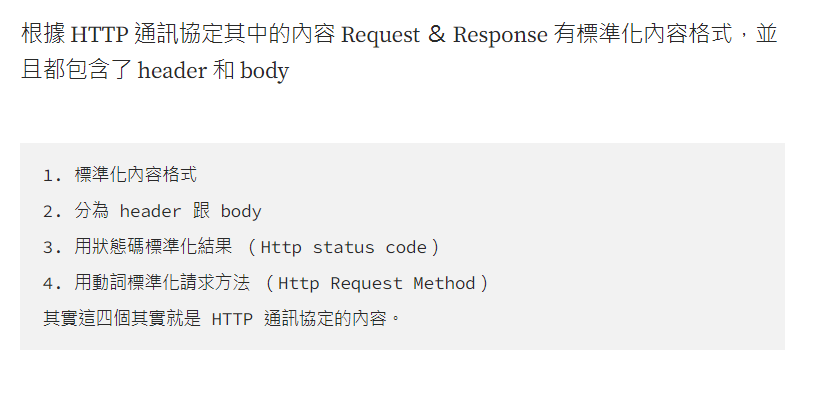 根據 HTTP 通訊協定其中的內容 Request & Response 有標準化內容格式，並
且都包含了 header 和 body
1. 標準化內容格式
2. 分為 header 跟 body
3. 用狀態碼標準化結果 （Http status code）
4. 用動詞標準化請求方法 （Http Request Method）
其實這四個其實就是 HTTP 通訊協定的內容。